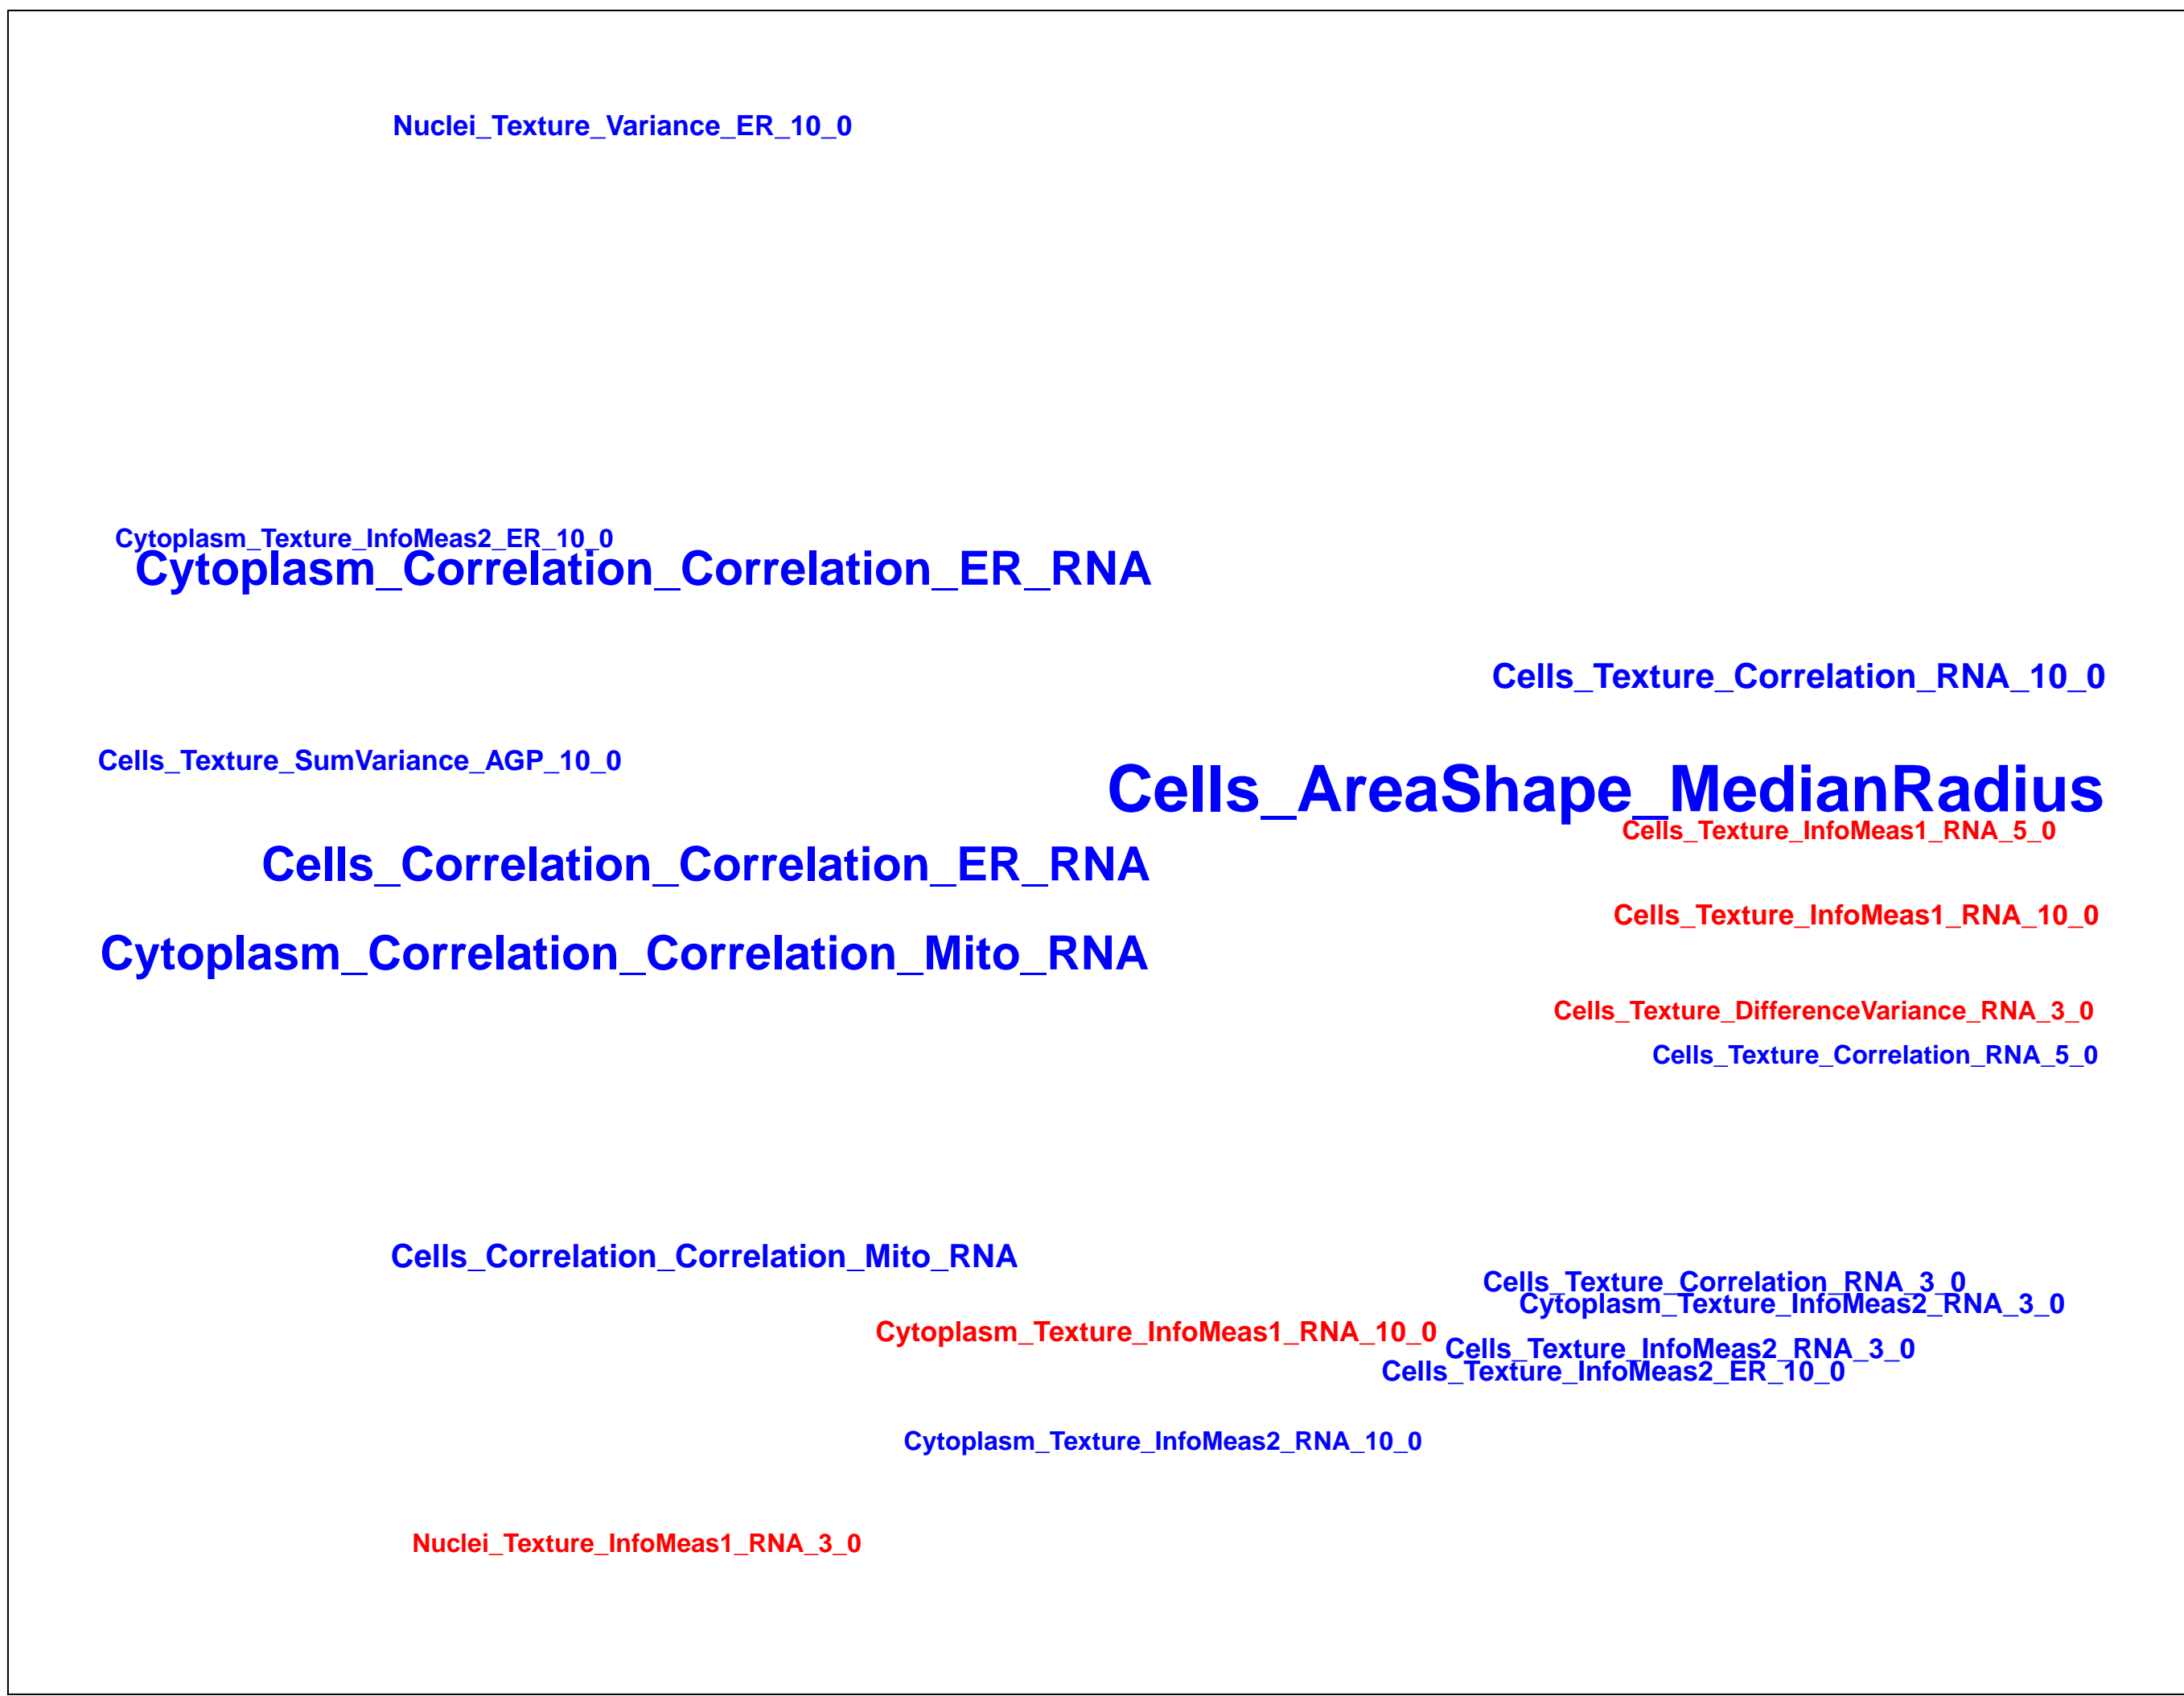 Nuclei_Texture_Variance_ER_10_0
Cytoplasm_Texture_InfoMeas2_ER_10_0
Cytoplasm_Correlation_Correlation_ER_RNA
Cells_Texture_Correlation_RNA_10_0
Cells_Texture_SumVariance_AGP_10_0
Cells_AreaShape_MedianRadius
Cells_Texture_InfoMeas1_RNA_5_0
Cells_Correlation_Correlation_ER_RNA
Cells_Texture_InfoMeas1_RNA_10_0
Cytoplasm_Correlation_Correlation_Mito_RNA
Cells_Texture_DifferenceVariance_RNA_3_0
Cells_Texture_Correlation_RNA_5_0
Cells_Correlation_Correlation_Mito_RNA
Cells_Texture_Correlation_RNA_3_0
Cytoplasm_Texture_InfoMeas2_RNA_3_0
Cytoplasm_Texture_InfoMeas1_RNA_10_0
Cells_Texture_InfoMeas2_RNA_3_0
Cells_Texture_InfoMeas2_ER_10_0
Cytoplasm_Texture_InfoMeas2_RNA_10_0
Nuclei_Texture_InfoMeas1_RNA_3_0